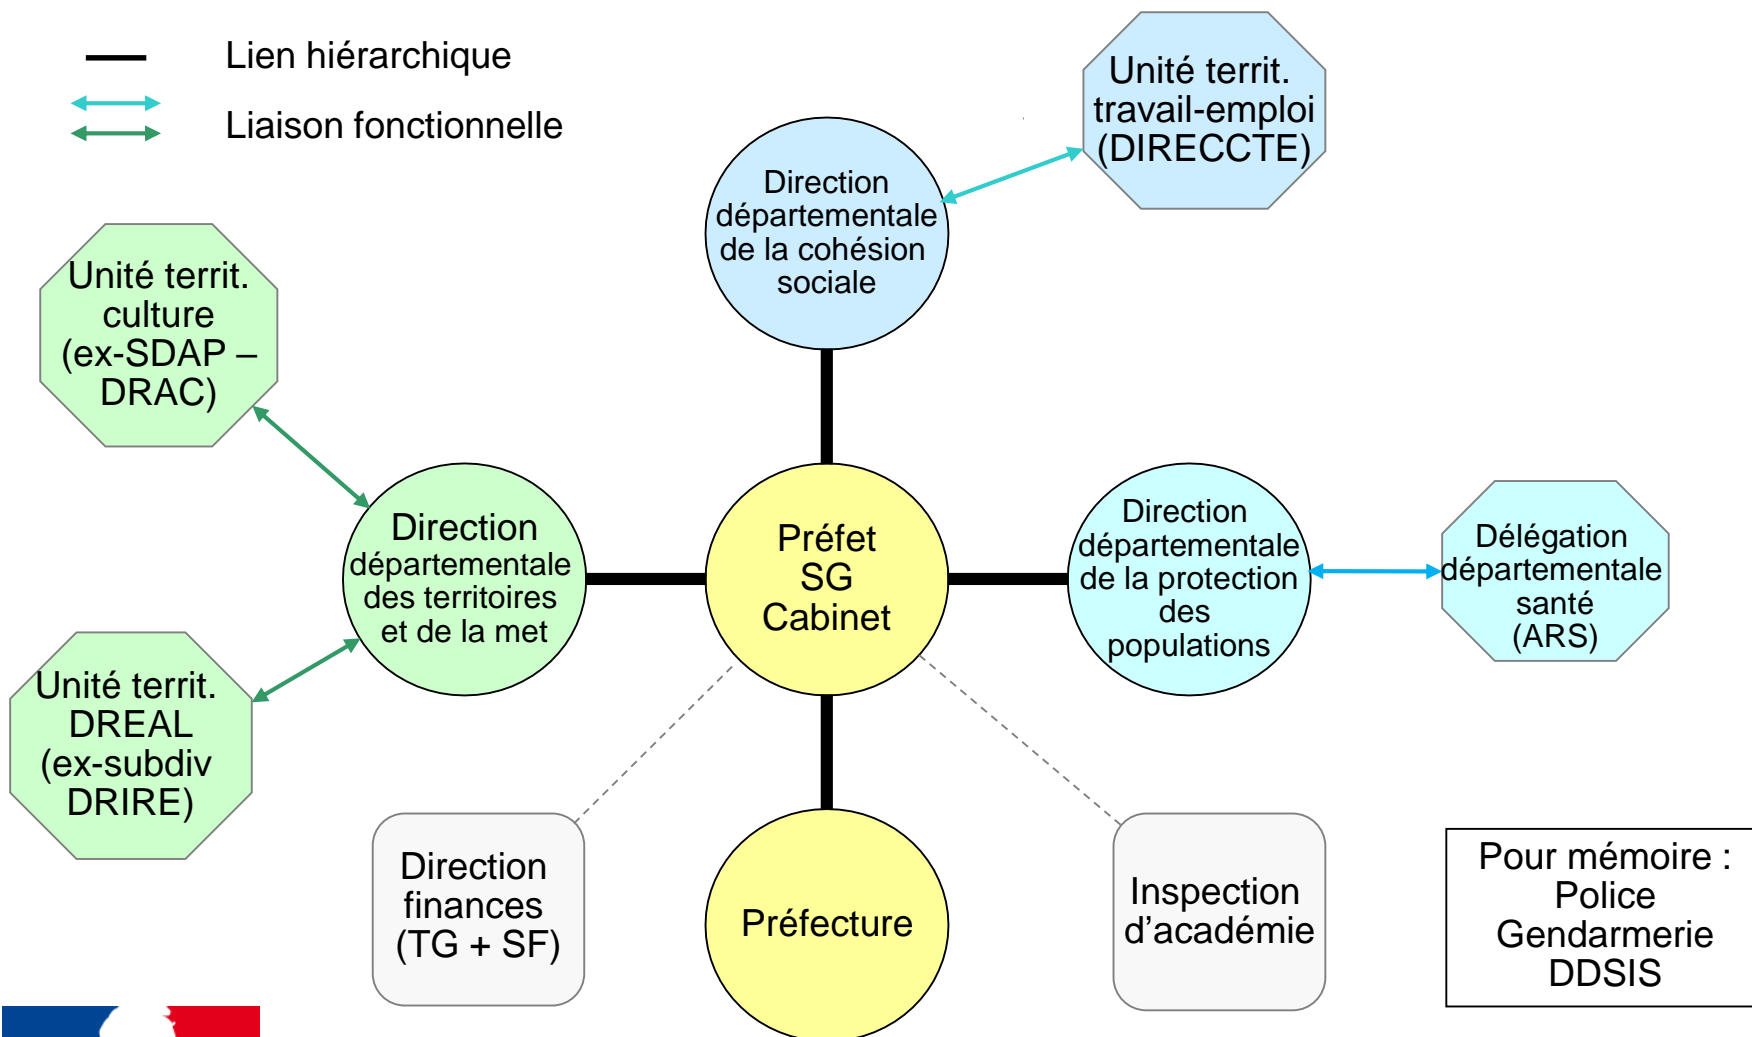 Lien hiérarchique
Liaison fonctionnelle
Unité territ.
travail-emploi
(DIRECCTE)
Direction
départementale
de la cohésion
sociale
Unité territ.
culture
(ex-SDAP –
DRAC)
Direction
départementale
des territoires
et de la met
Préfet
SG
Cabinet
Direction
départementale
de la protection
des
populations
Délégation
départementale
santé
(ARS)
Unité territ.
DREAL
(ex-subdiv
DRIRE)
Direction
finances
(TG + SF)
Préfecture
Inspection
d’académie
Pour mémoire :
Police
Gendarmerie
DDSIS